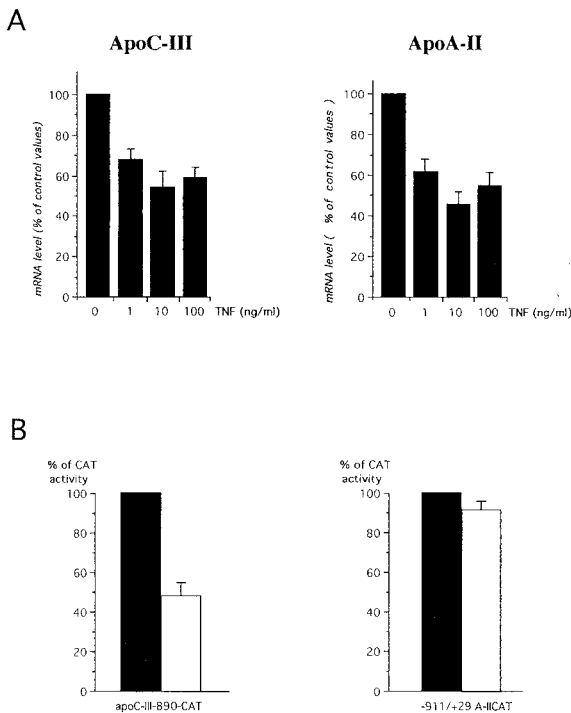 A
ApoC-III
ApoA-II
mRNA level (% of control values)
100
80
60
40
20
0
0 1 10 100 TNF (ng/ml)
mRNA level ( % of control values )
100
80
60
40
20
0
0 1 10 100 TNF (ng/ml)
B
% of CAT
activity
100
80
60
40
20
0
apoC-III-890-CAT
% of CAT
activity
100
80
60
40
20
0
-911/+29 A-IICAT